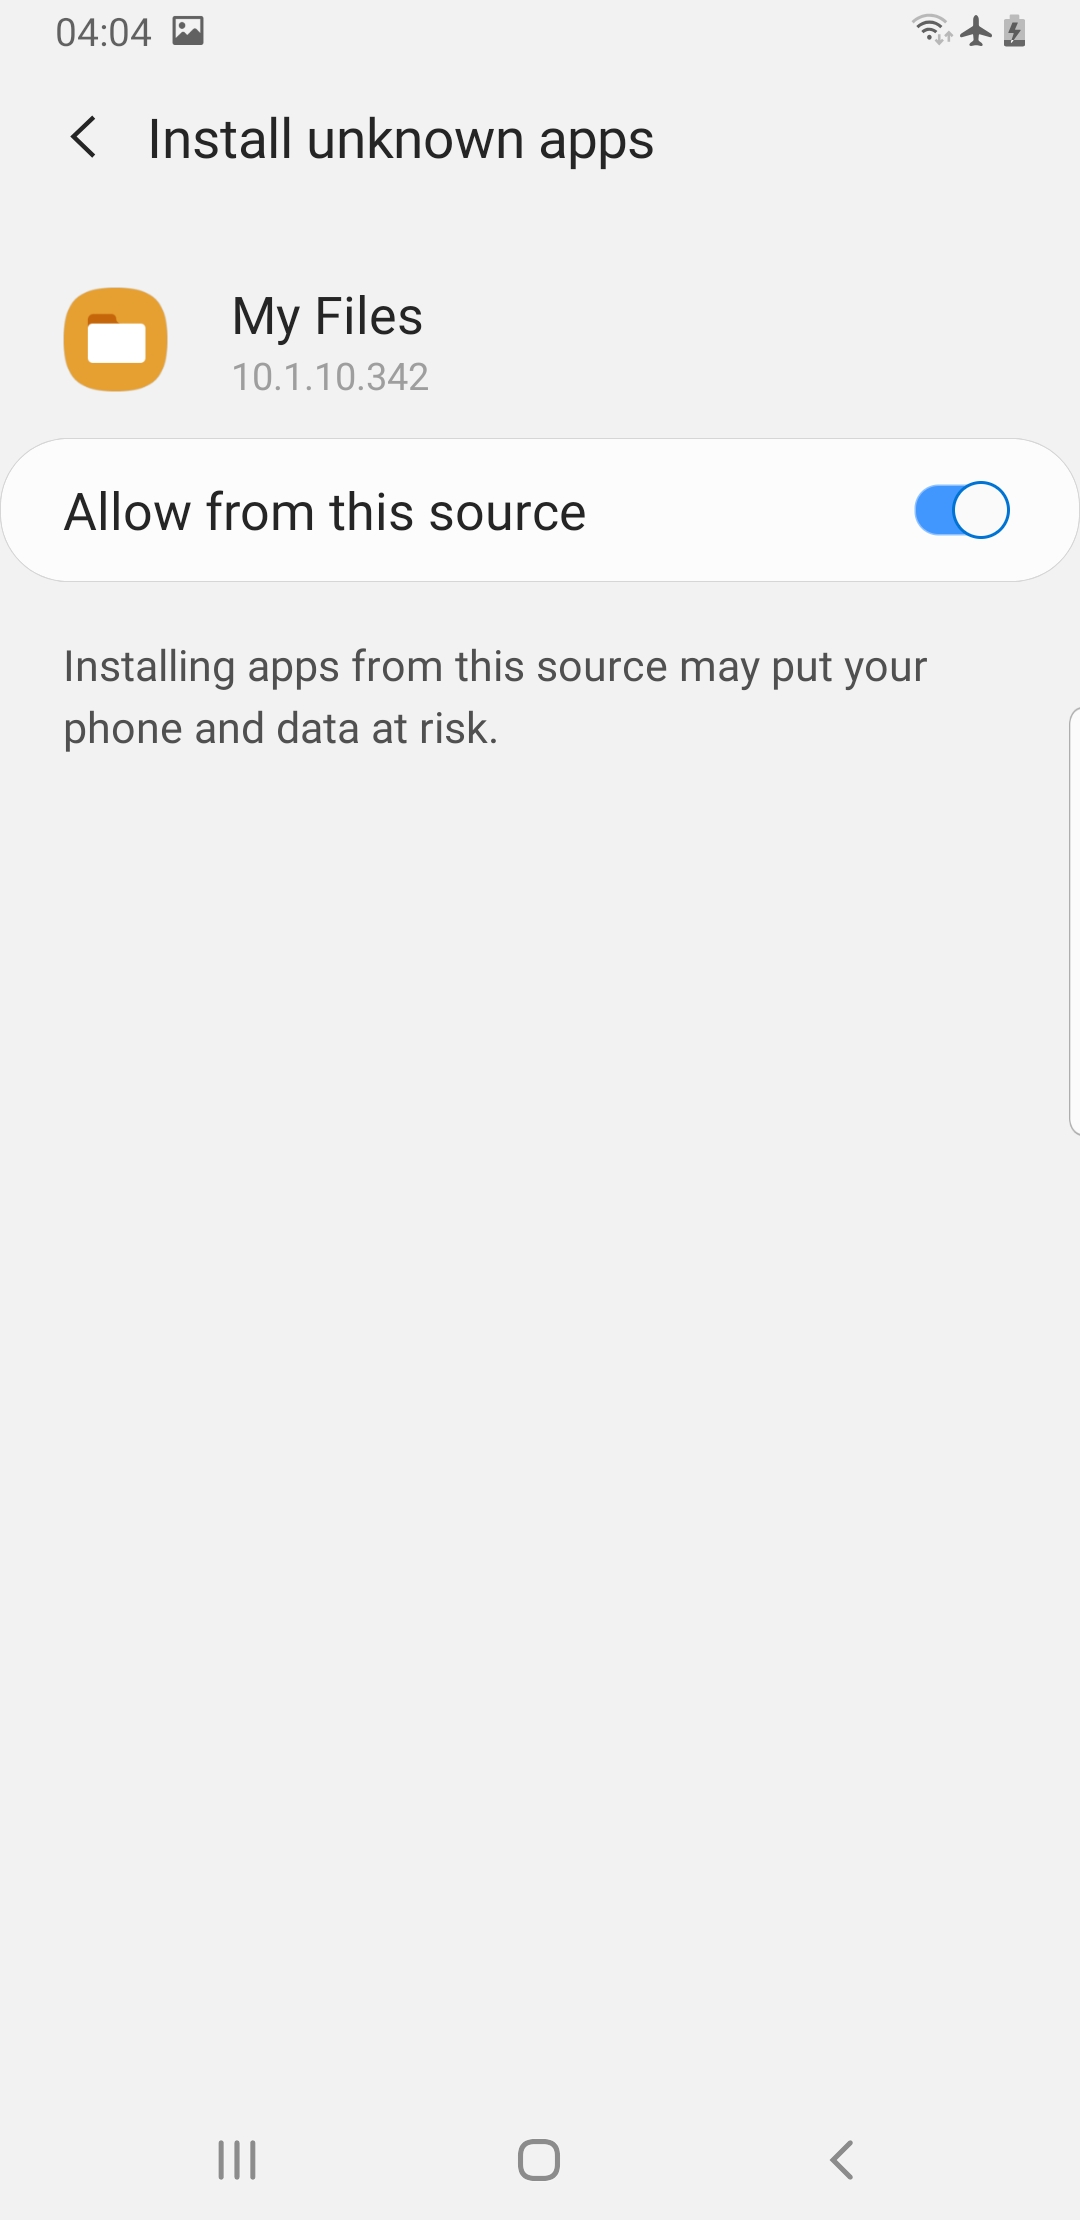 04:04
Install unknown apps
My Files
10.1.10.342
Allow from this source
Installing apps from this source may put your
phone and data at risk.